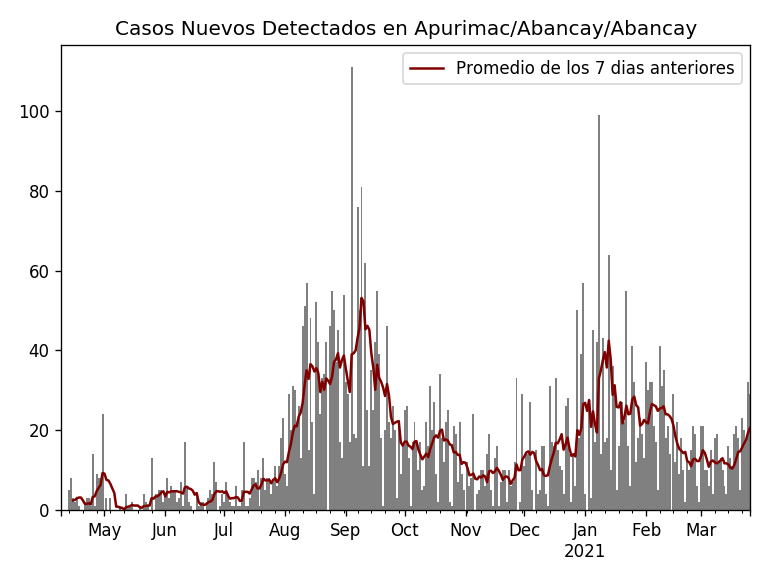 Casos Nuevos Detectados en Apurimac/Abancay/Abancay
Promedio de los 7 dias anteriores
100
80
60
40
20
0
May Jun Jul Aug Sep Oct Nov Dec Jan Feb Mar
2021